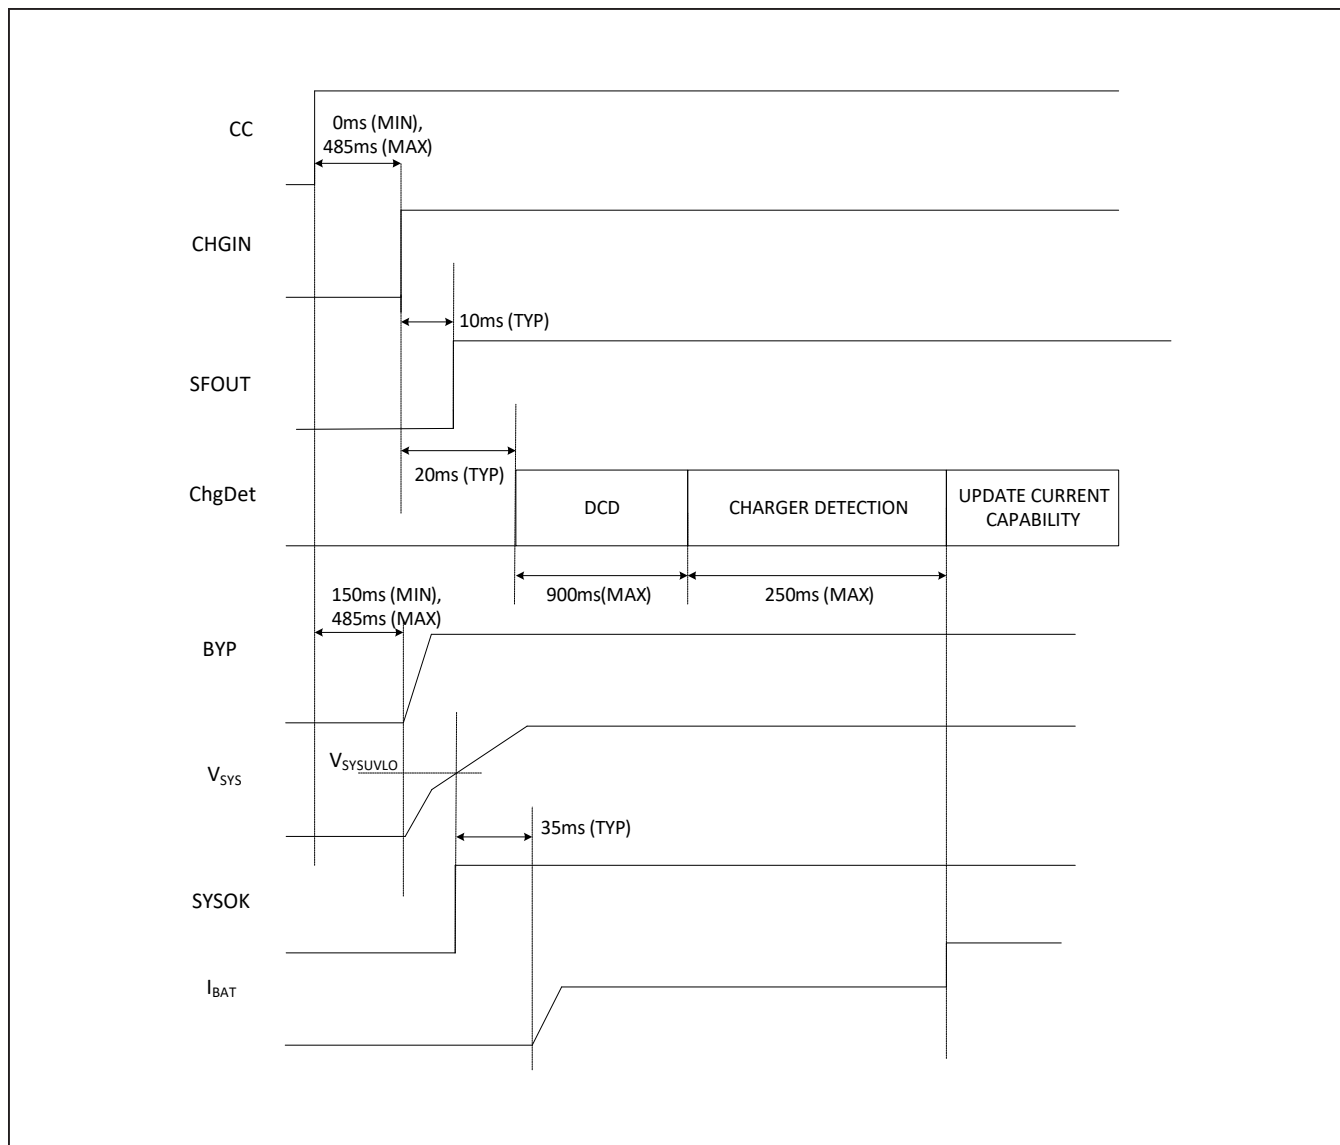 CC
0ms (MIN),
485ms (MAX)
CHGIN
10ms (TYP)
SFOUT
20ms (TYP)
ChgDet
DCD
CHARGER DETECTION
UPDATE CURRENT
CAPABILITY
900ms(MAX)
250ms (MAX)
150ms (MIN),
485ms (MAX)
BYP
VSYSUVLO
VSYS
35ms (TYP)
SYSOK
IBAT